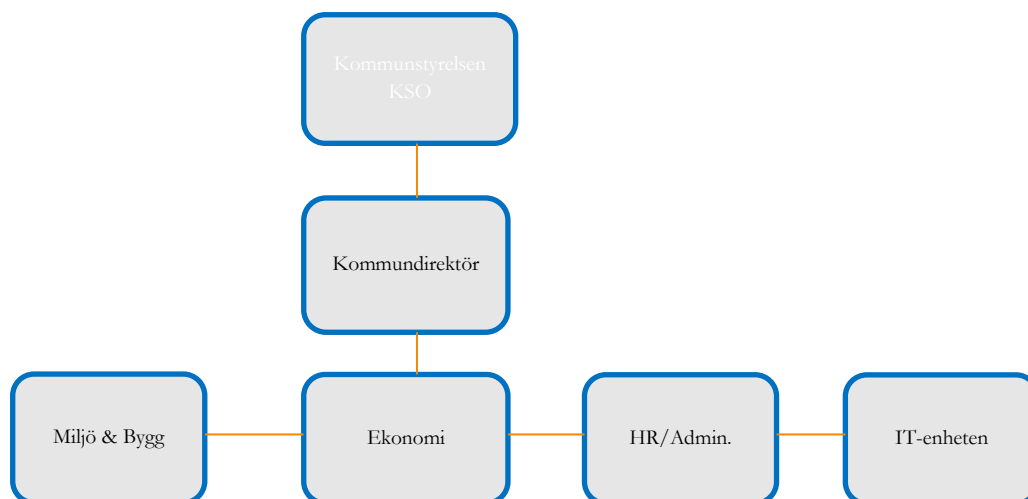 Kommunstyrelsen
KSO
Kommundirektör
Miljö & Bygg
Ekonomi
HR/Admin.
IT-enheten